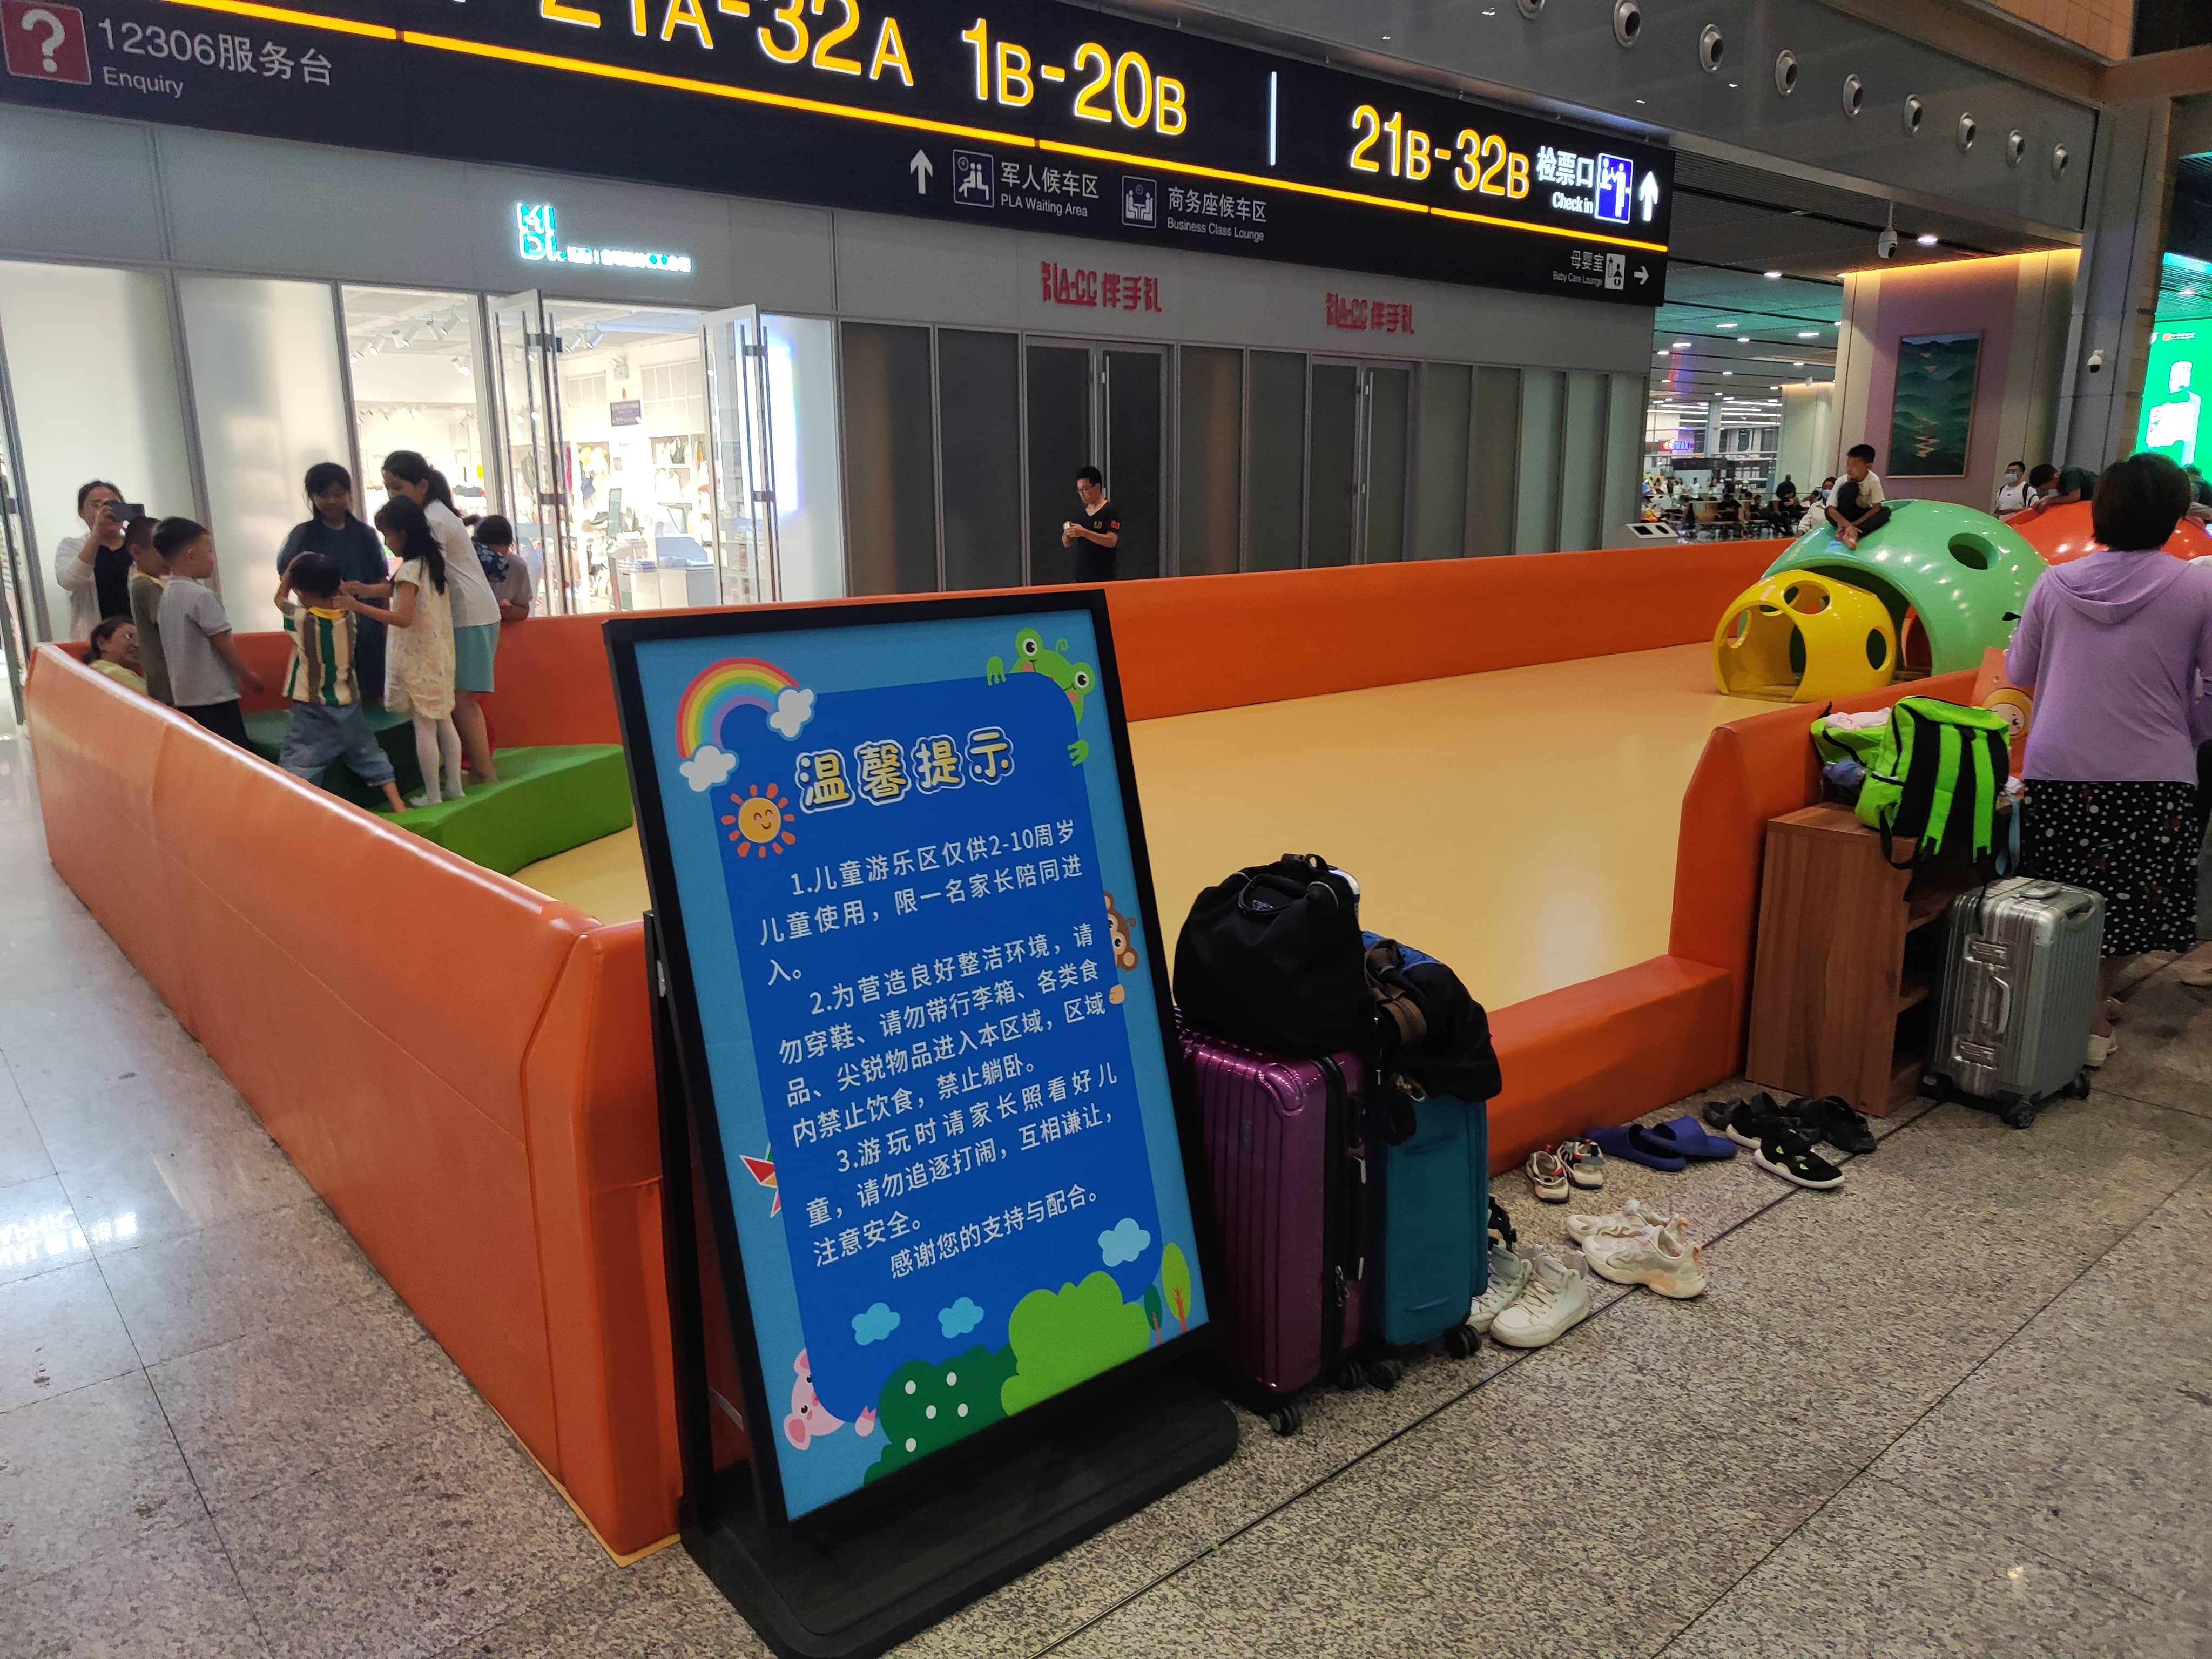 12306服务台
Enquiry
21A-32A 1B-20B
21B-32B 检票口
Check in
军人候车区
PLA Waiting Area
商务座候车区
Business Class Lounge
母婴室
Baby Care Lounge
礼A·CC 伴手礼
礼A·CC 伴手礼
温馨提示
1.儿童游乐区仅供2-10周岁
儿童使用，限一名家长陪同进
入。
2.为营造良好整洁环境，请
勿穿鞋、请勿带行李箱、各类食
品、尖锐物品进入本区域，区域
内禁止饮食，禁止躺卧。
3.游玩时请家长照看好儿
童，请勿追逐打闹，互相谦让，
注意安全。
感谢您的支持与配合。